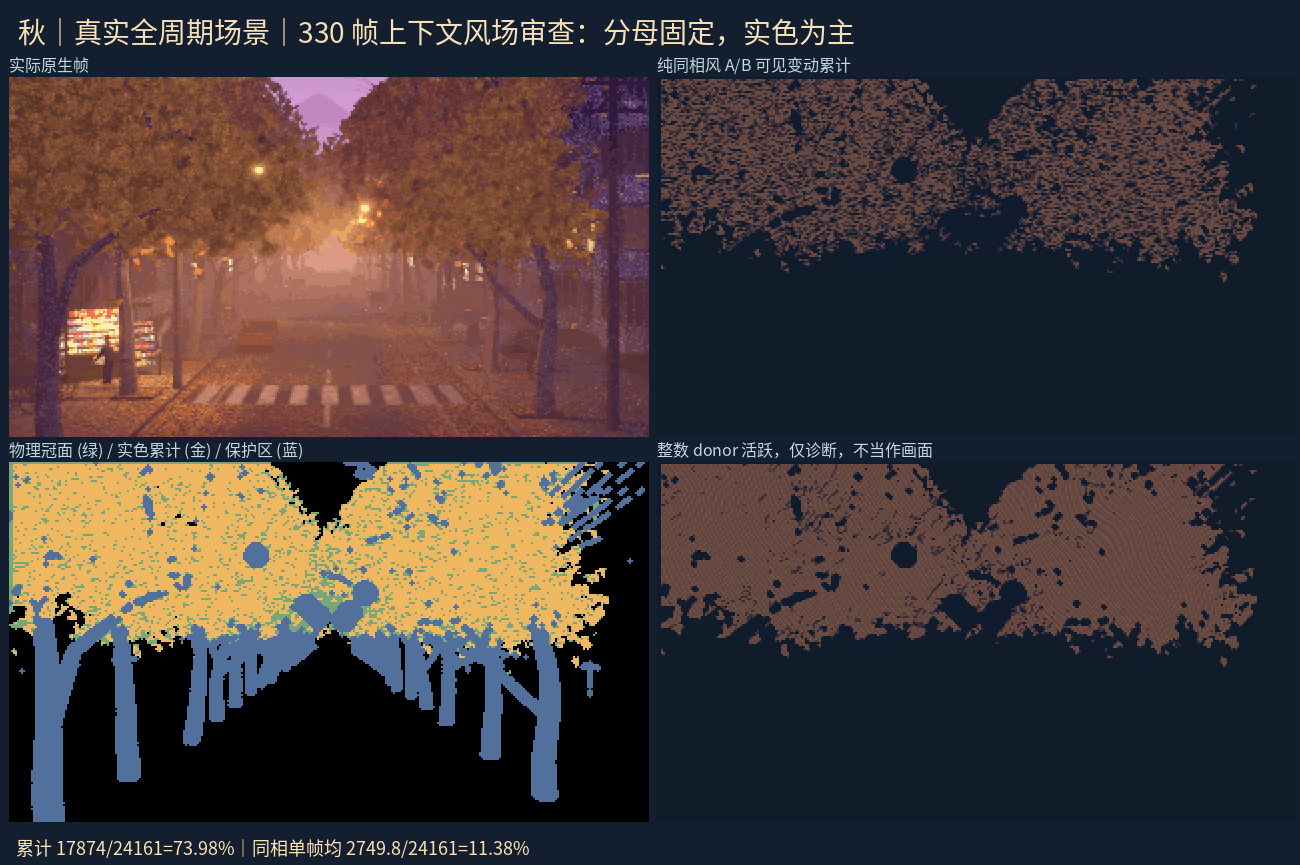 秋｜真实全周期场景｜330 帧上下文风场审查：分母固定，实色为主
实际原生帧
纯同相风 A/B 可见变动累计
物理冠面 (绿) / 实色累计 (金) / 保护区 (蓝)
整数 donor 活跃，仅诊断，不当作画面
累计 17874/24161=73.98%｜同相单帧均 2749.8/24161=11.38%